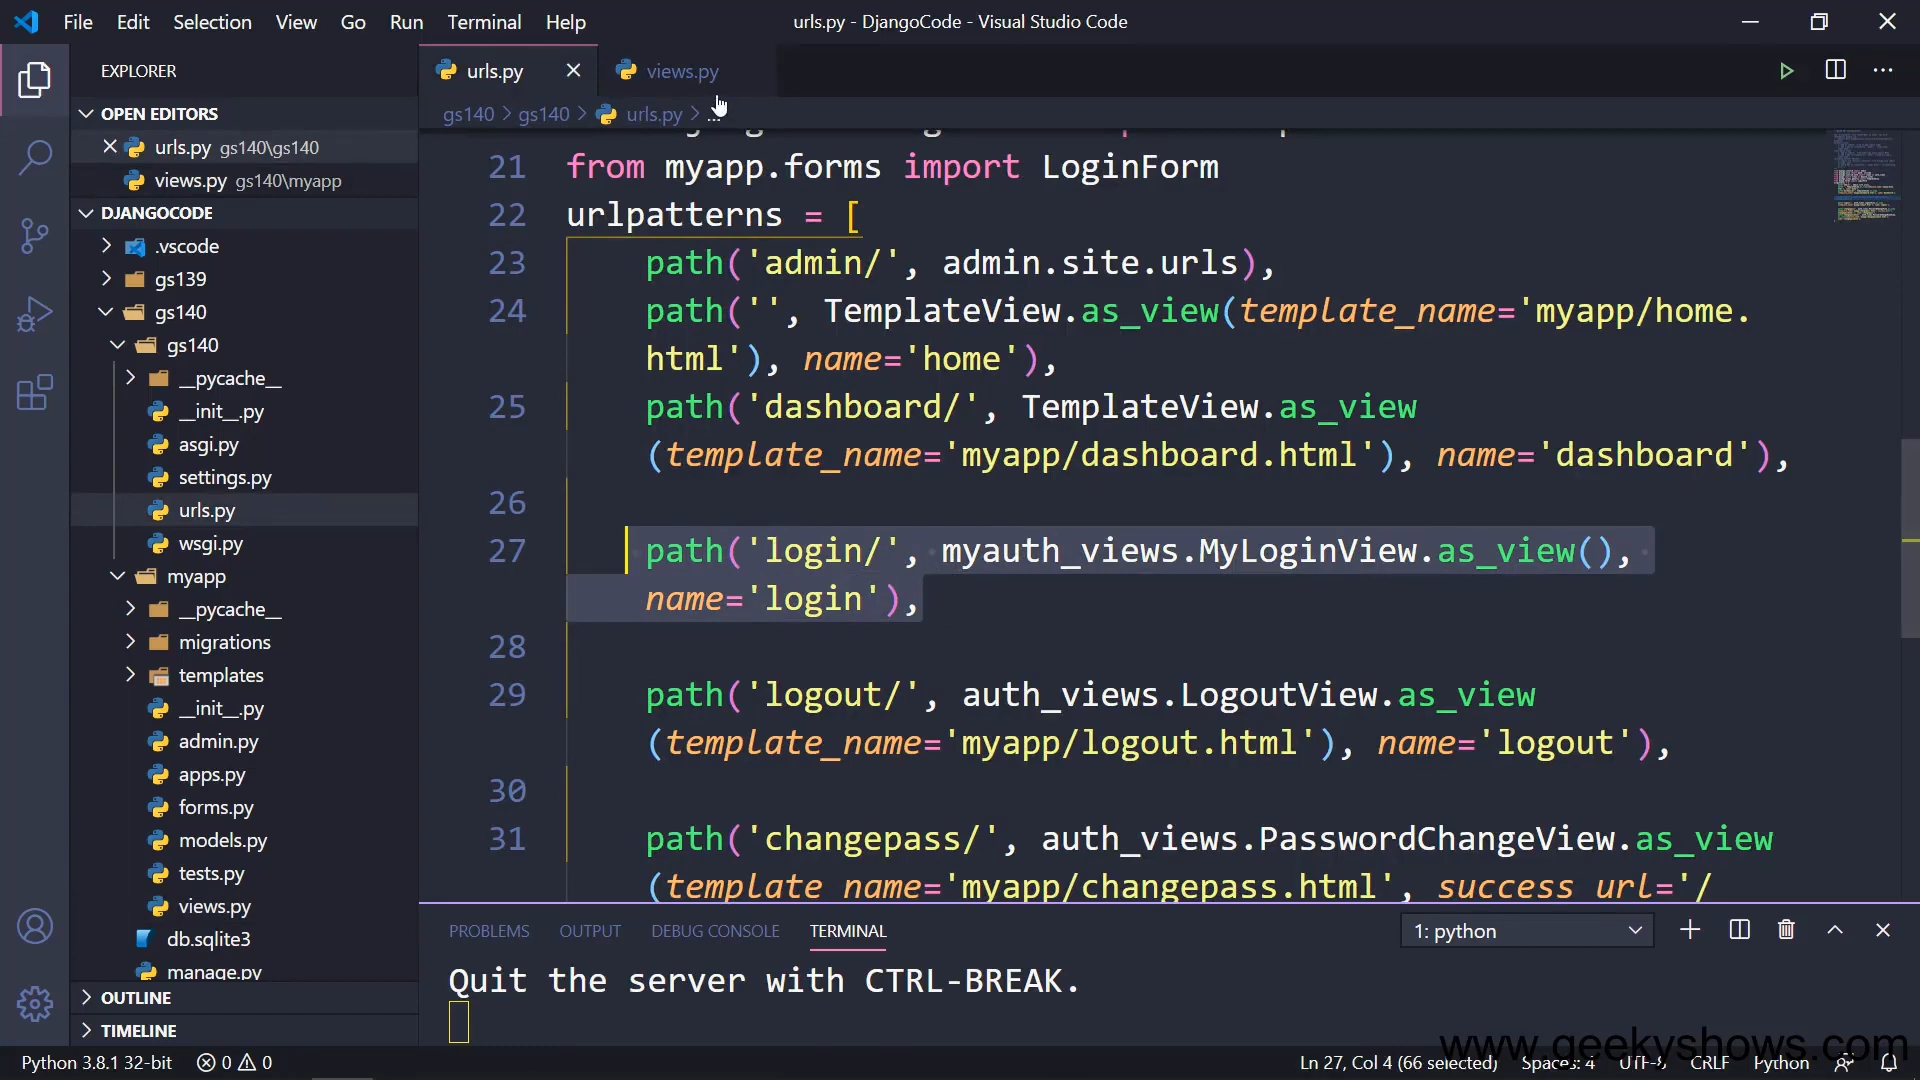 File Edit Selection View Go Run Terminal Help
urls.py - DjangoCode - Visual Studio Code
EXPLORER
OPEN EDITORS
urls.py gs140\gs140
views.py gs140\myapp
DJANGOCODE
.vscode
gs139
gs140
gs140
__pycache__
__init__.py
asgi.py
settings.py
urls.py
wsgi.py
myapp
__pycache__
migrations
templates
__init__.py
admin.py
apps.py
forms.py
models.py
tests.py
views.py
db.sqlite3
manage.py
OUTLINE
TIMELINE
urls.py
views.py
gs140 > gs140 > urls.py > ...
21 from myapp.forms import LoginForm
22 urlpatterns = [
23 path('admin/', admin.site.urls),
24 path('', TemplateView.as_view(template_name='myapp/home.
html'), name='home'),
25 path('dashboard/', TemplateView.as_view
(template_name='myapp/dashboard.html'), name='dashboard'),
26
27 path('login/', myauth_views.MyLoginView.as_view(),
name='login'),
28
29 path('logout/', auth_views.LogoutView.as_view
(template_name='myapp/logout.html'), name='logout'),
30
31 path('changepass/', auth_views.PasswordChangeView.as_view
(template_name='myapp/changepass.html', success_url='/
PROBLEMS OUTPUT DEBUG CONSOLE TERMINAL
1: python
Quit the server with CTRL-BREAK.
www.geekyshows.com
Python 3.8.1 32-bit 0 0
Ln 27, Col 4 (66 selected) Spaces: 4 UTF-8 CRLF Python